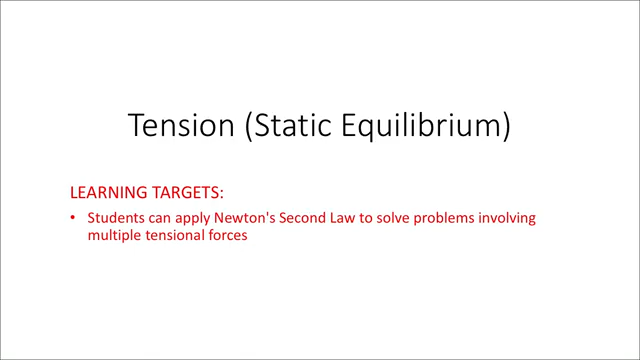 Tension (Static Equilibrium)
LEARNING TARGETS:
• Students can apply Newton's Second Law to solve problems involving
multiple tensional forces